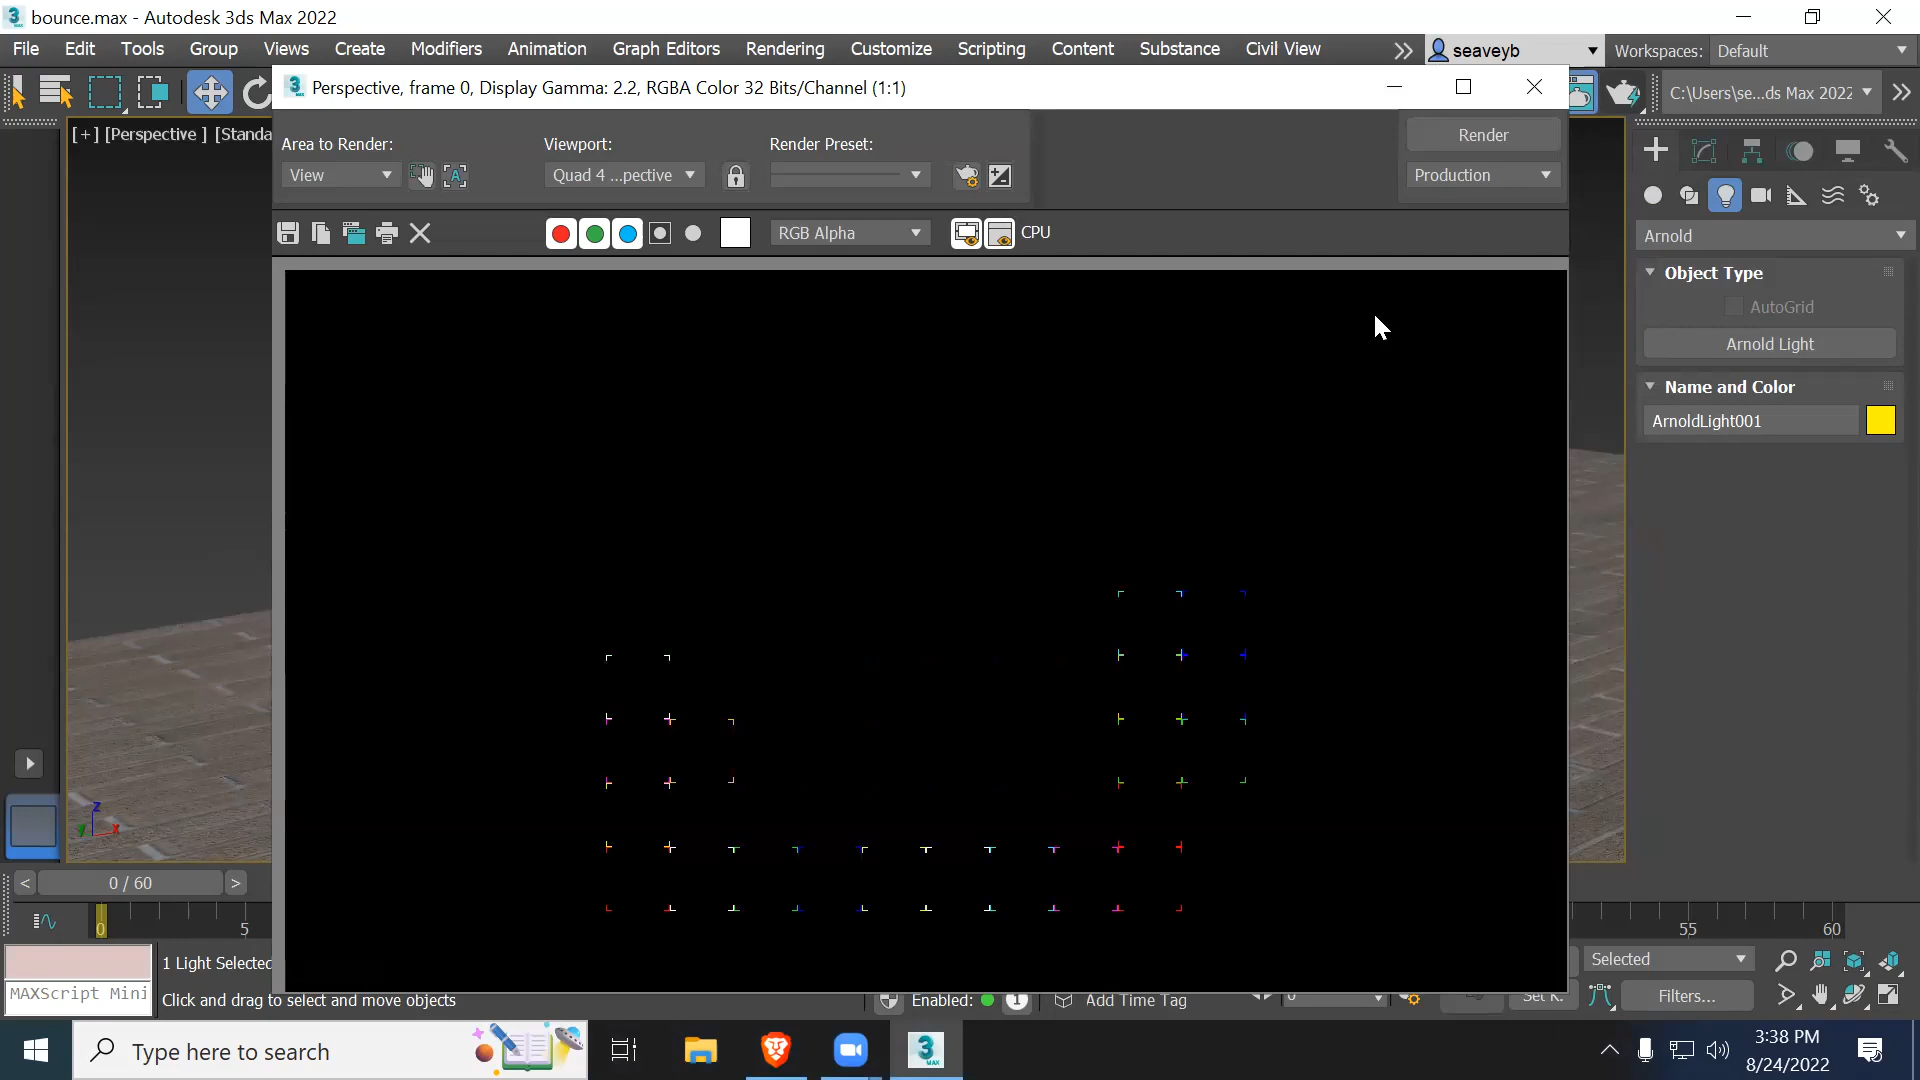 bounce.max - Autodesk 3ds Max 2022
File Edit Tools Group Views Create Modifiers Animation Graph Editors Rendering Customize Scripting Content Civil View Substance seaveyb Workspaces: Default
Perspective, frame 0, Display Gamma: 2.2, RGBA Color 32 Bits/Channel (1:1)
C:\Users\se...ds Max 2022
[+] [Perspective ] [Standa
Area to Render: Viewport: Render Preset: Render
View Quad 4 ...pective Production
RGB Alpha CPU
Arnold
Object Type
AutoGrid
Arnold Light
Name and Color
ArnoldLight001
z
y x
< 0 / 60 >
0 5 55 60
1 Light Selected
MAXScript Mini
Click and drag to select and move objects
Enabled: 1 Add Time Tag 0 Set K.
Selected
Filters...
Type here to search
3
MAX
3:38 PM
8/24/2022